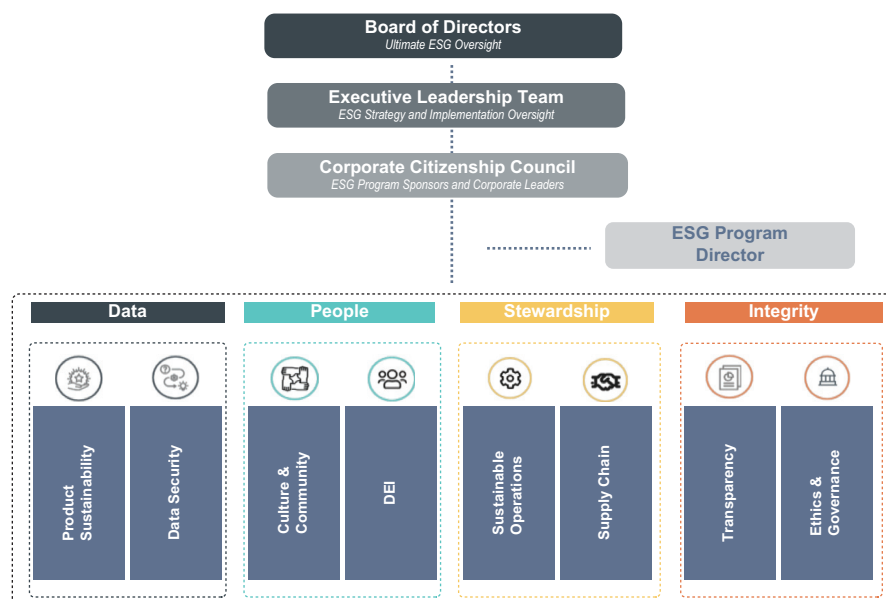 Board of Directors
Ultimate ESG Oversight
Executive Leadership Team
ESG Strategy and Implementation Oversight
Corporate Citizenship Council
ESG Program Sponsors and Corporate Leaders
ESG Program
Director
Data
People
Stewardship
Integrity
?
Product
Sustainability
Data Security
Culture &
Community
DEI
Sustainable
Operations
Supply Chain
Transparency
Ethics &
Governance